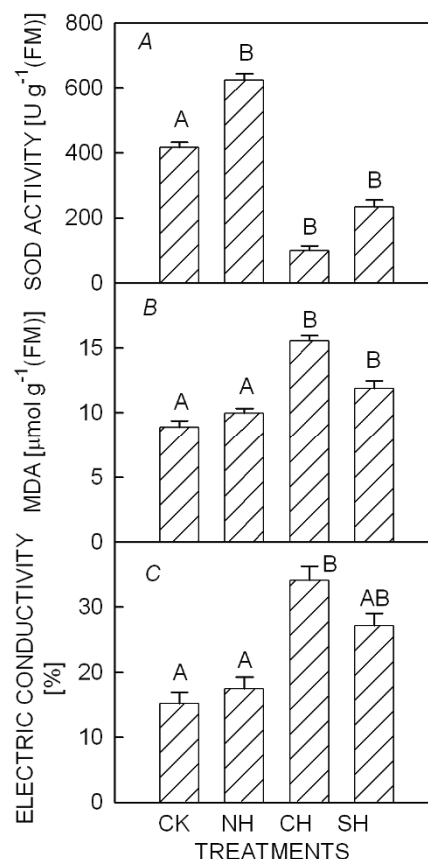 800
A
B
600
A
400
B
B
200
0
SOD ACTIVITY [U g⁻¹(FM)]
B
B
15
B
A
A
10
5
0
MDA [µmol g⁻¹(FM)]
C
B
AB
30
A
A
20
10
0
ELECTRIC CONDUCTIVITY
[%]
CK NH CH SH
TREATMENTS